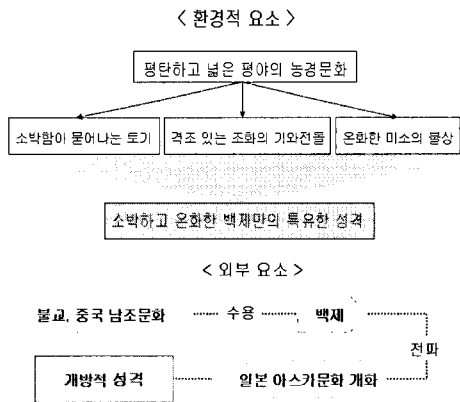 < 환경적 요소 >
평탄하고 넓은 평야의 농경문화
소박함이 묻어나는 토기 격조 있는 조화의 기와전돌 온화한 미소의 불상
소박하고 온화한 백제만의 특유한 성격
< 외부 요소 >
불교, 중국 남조문화 수용 백제
전파
개방적 성격 일본 아스카문화 개화